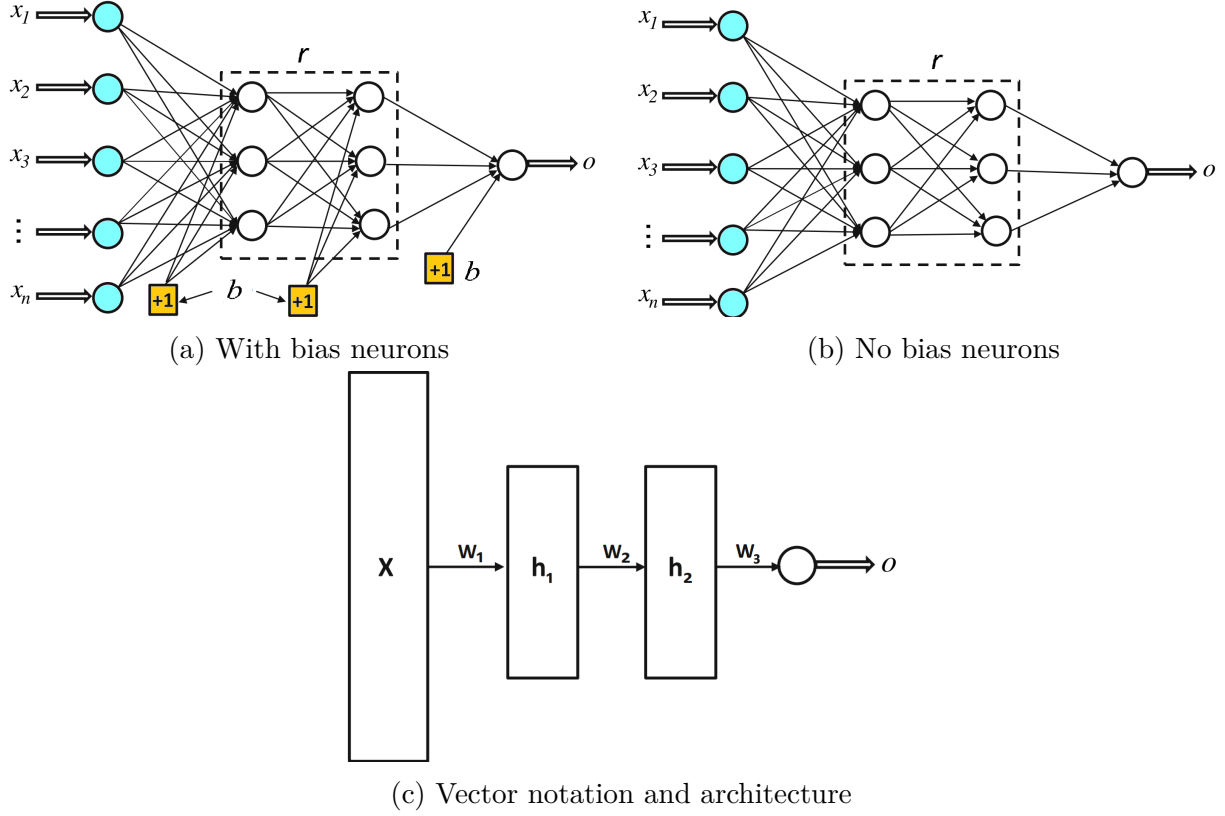 x1
r
x2
x3
o
⋮
+1 b
xn
+1
b
+1
(a) With bias neurons
x1
r
x2
x3
o
⋮
xn
(b) No bias neurons
X
W1
h1
W2
h2
W3
o
(c) Vector notation and architecture